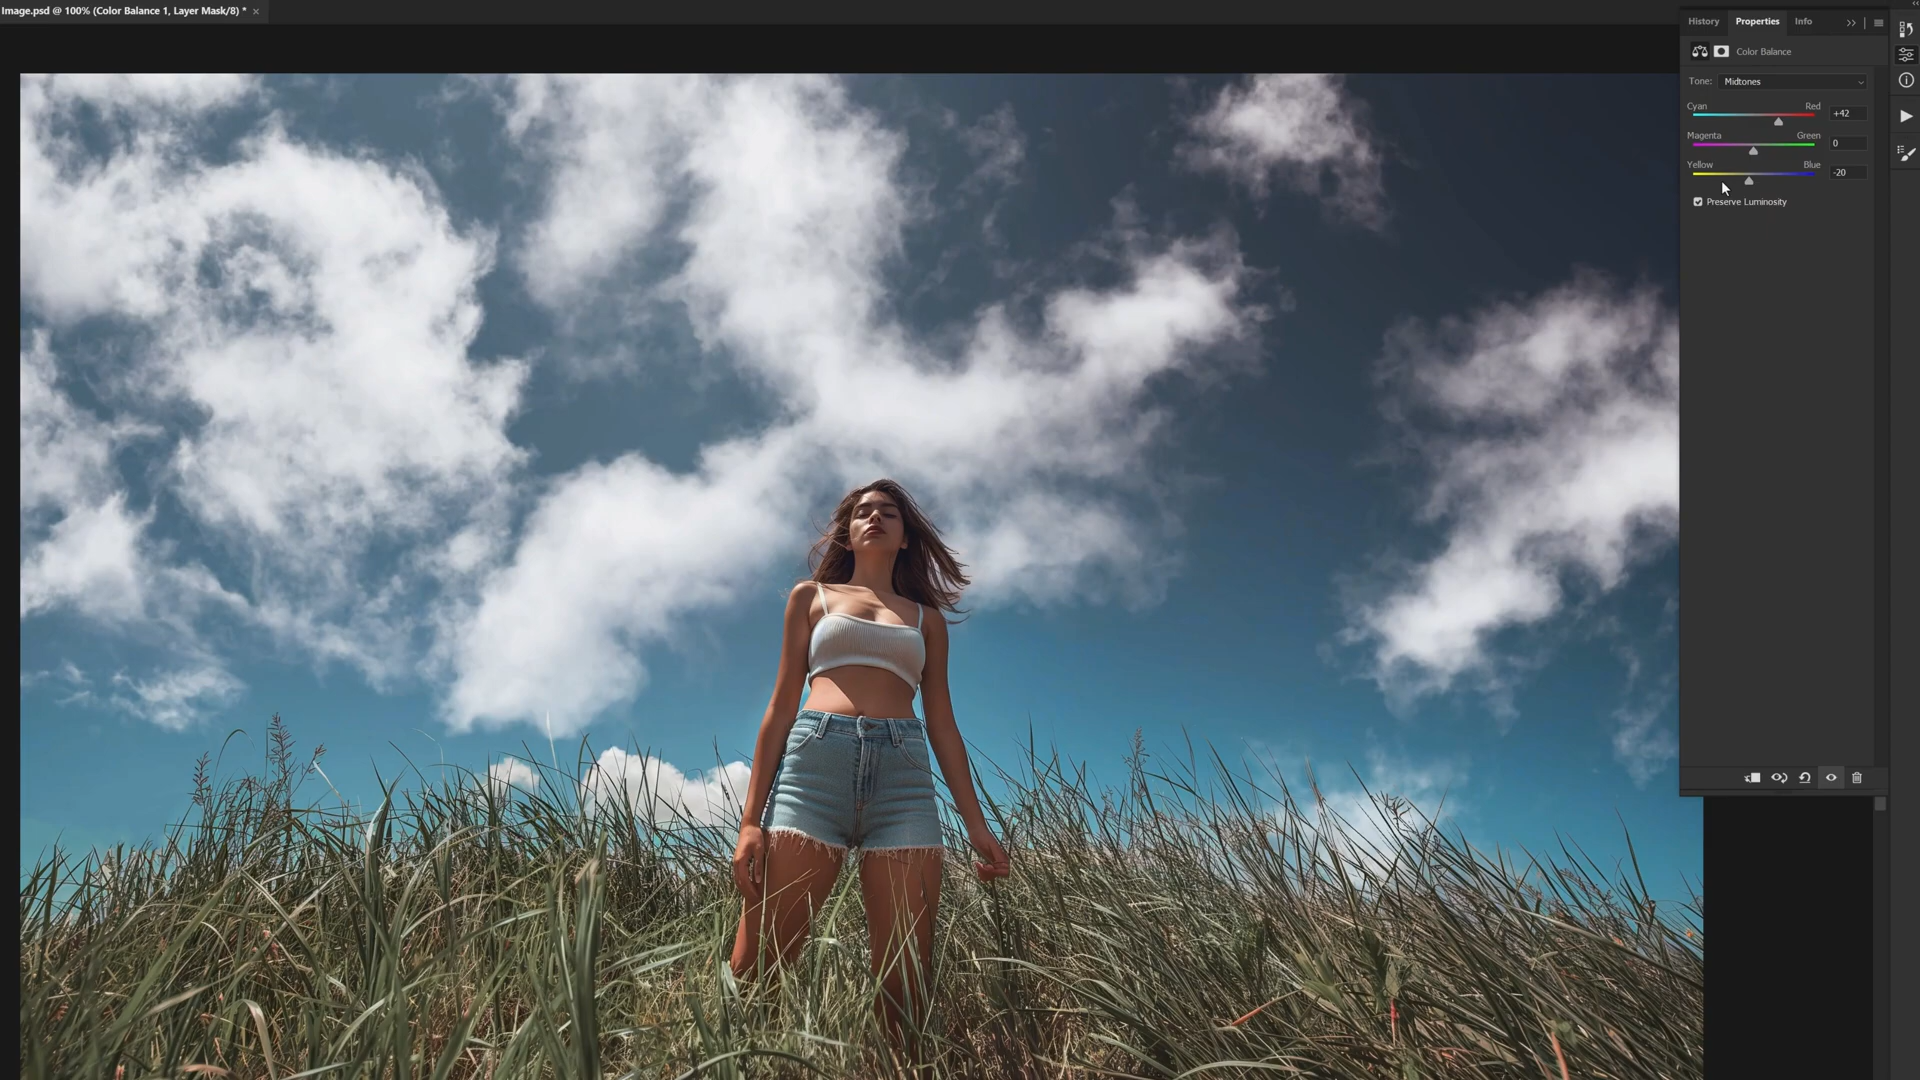 Image.psd @ 100% (Color Balance 1, Layer Mask/8) * ×
History Properties Info
Color Balance
Tone: Midtones
Cyan Red +42
Magenta Green 0
Yellow Blue -20
Preserve Luminosity